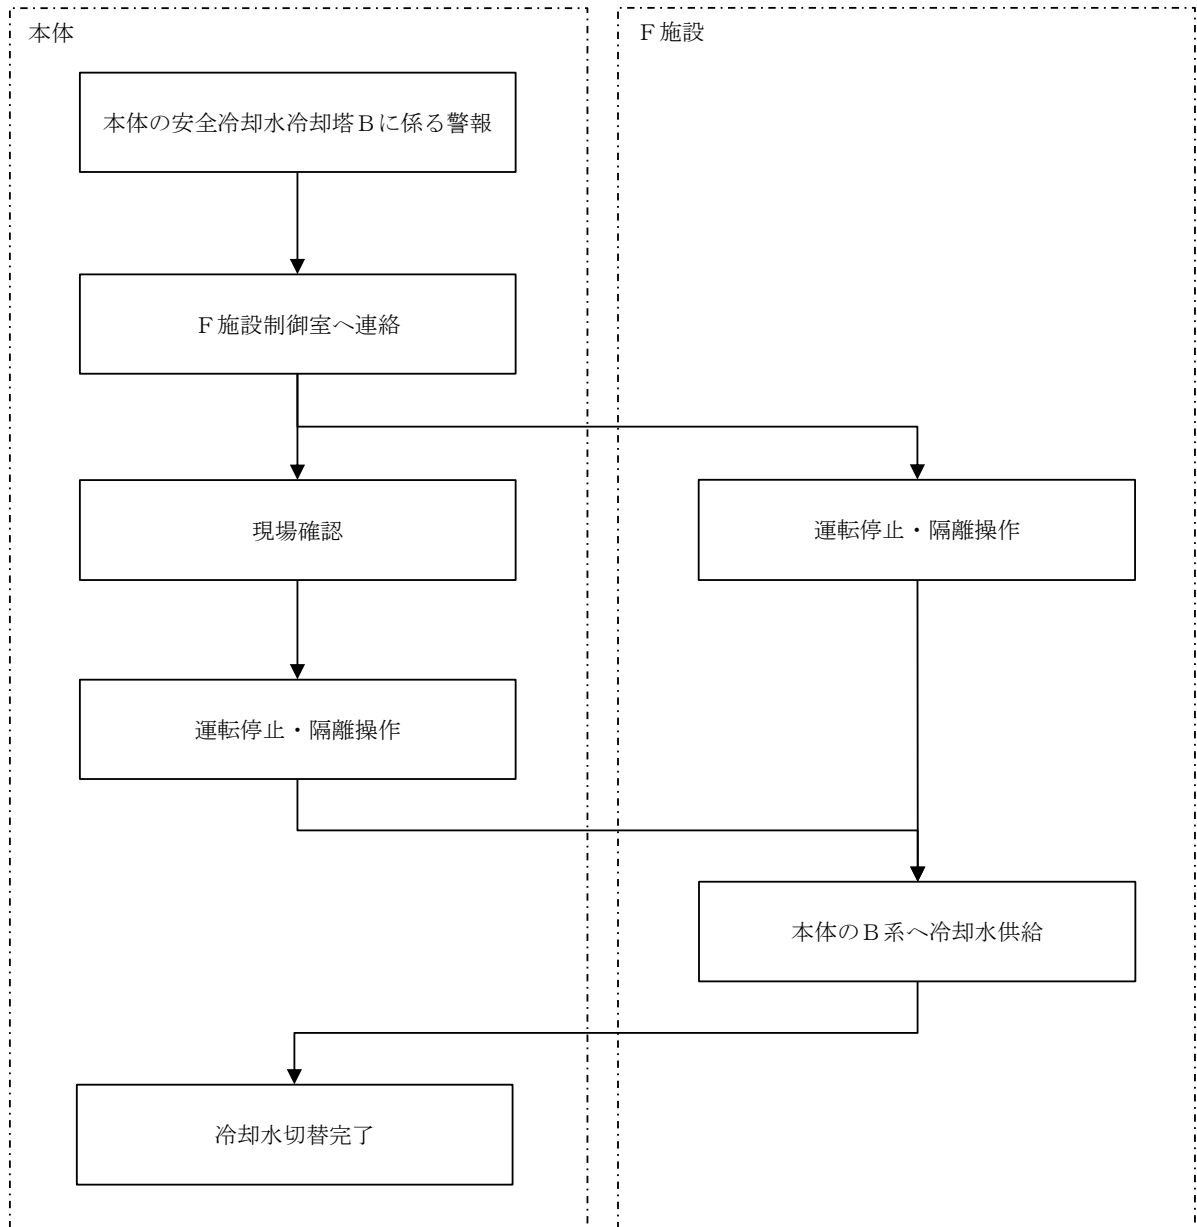 本体
Ｆ施設
本体の安全冷却水冷却塔Ｂに係る警報
Ｆ施設制御室へ連絡
現場確認
運転停止・隔離操作
運転停止・隔離操作
本体のＢ系へ冷却水供給
冷却水切替完了